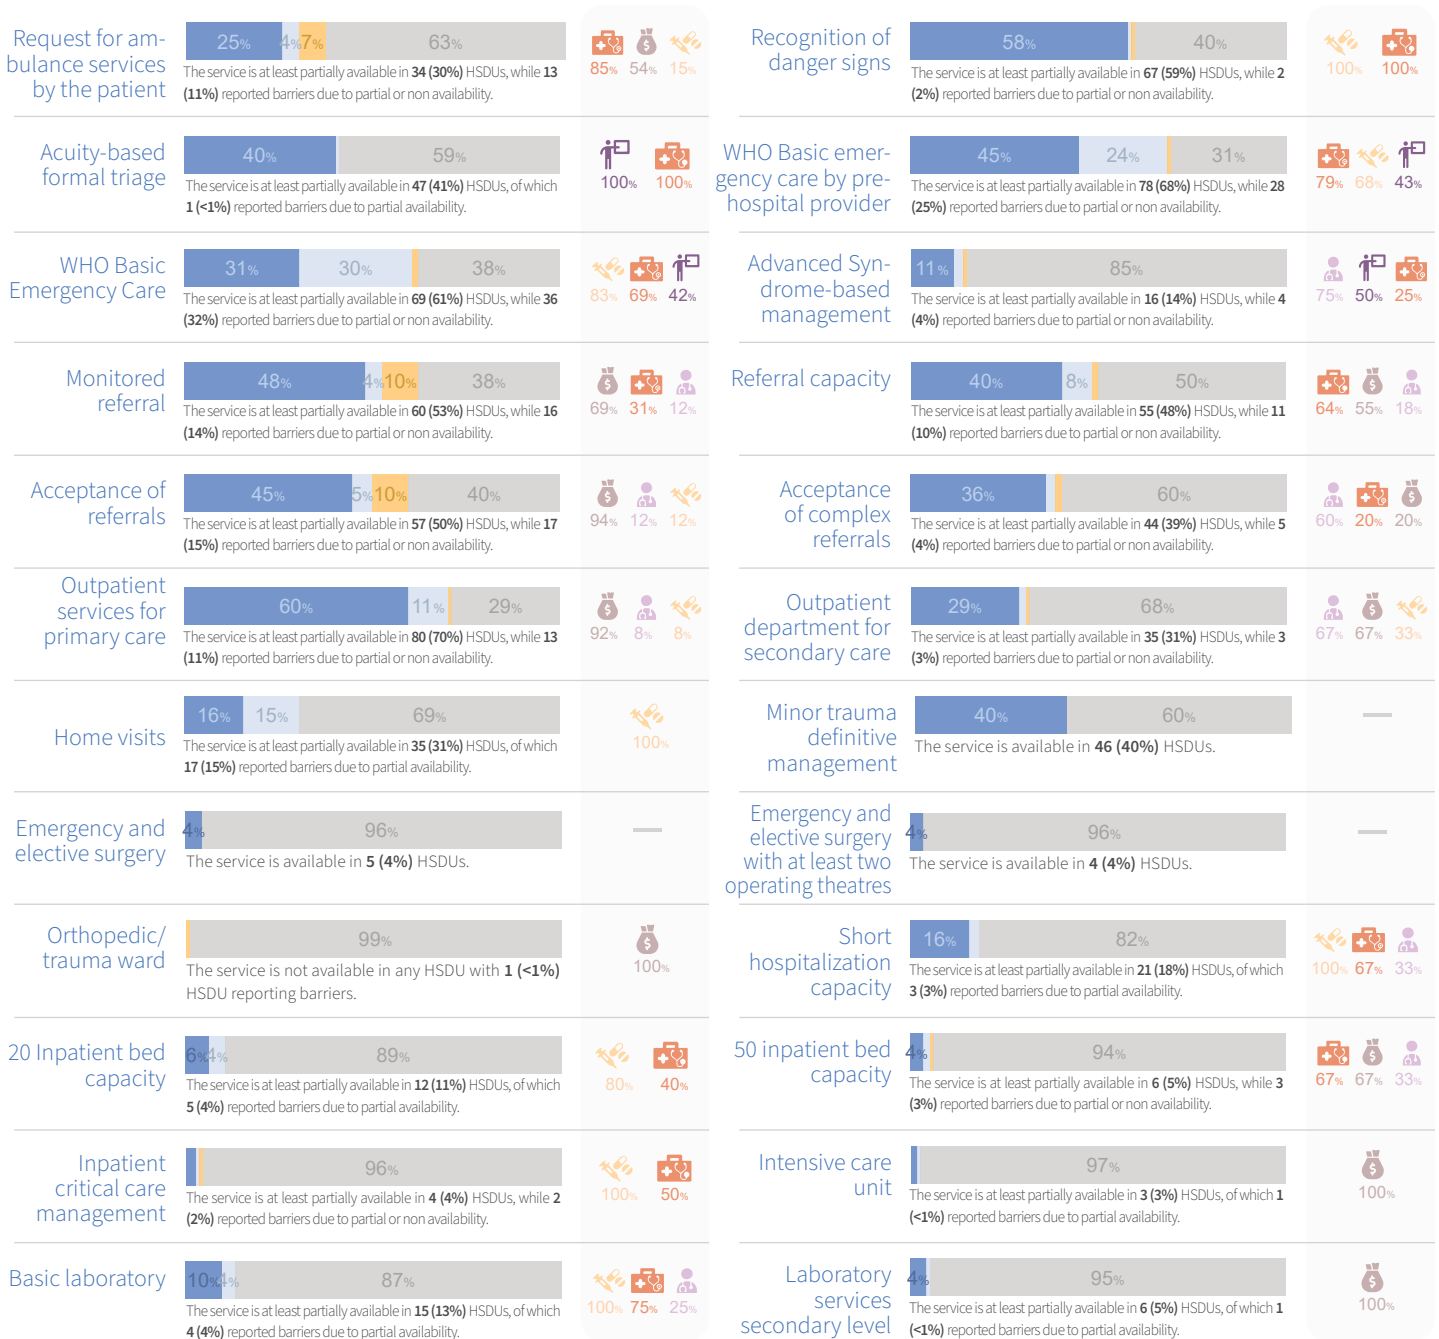 Request for am-
bulance services
by the patient
25%
4%
7%
63%
The service is at least partially available in 34 (30%) HSDUs, while 13
(11%) reported barriers due to partial or non availability.
85% 54% 15%
Recognition of
danger signs
58%
40%
The service is at least partially available in 67 (59%) HSDUs, while 2
(2%) reported barriers due to partial or non availability.
100% 100%
Acuity-based
formal triage
40%
59%
The service is at least partially available in 47 (41%) HSDUs, of which
1 (<1%) reported barriers due to partial availability.
100% 100%
WHO Basic emer-
gency care by pre-
hospital provider
45%
24%
31%
The service is at least partially available in 78 (68%) HSDUs, while 28
(25%) reported barriers due to partial or non availability.
79% 68% 43%
WHO Basic
Emergency Care
31%
30%
38%
The service is at least partially available in 69 (61%) HSDUs, while 36
(32%) reported barriers due to partial or non availability.
83% 69% 42%
Advanced Syn-
drome-based
management
11%
85%
The service is at least partially available in 16 (14%) HSDUs, while 4
(4%) reported barriers due to partial or non availability.
75% 50% 25%
Monitored
referral
48%
4%
10%
38%
The service is at least partially available in 60 (53%) HSDUs, while 16
(14%) reported barriers due to partial or non availability.
69% 31% 12%
Referral capacity
40%
8%
50%
The service is at least partially available in 55 (48%) HSDUs, while 11
(10%) reported barriers due to partial or non availability.
64% 55% 18%
Acceptance of
referrals
45%
5%
10%
40%
The service is at least partially available in 57 (50%) HSDUs, while 17
(15%) reported barriers due to partial or non availability.
94% 12% 12%
Acceptance
of complex
referrals
36%
60%
The service is at least partially available in 44 (39%) HSDUs, while 5
(4%) reported barriers due to partial or non availability.
60% 20% 20%
Outpatient
services for
primary care
60%
11%
29%
The service is at least partially available in 80 (70%) HSDUs, while 13
(11%) reported barriers due to partial or non availability.
92% 8% 8%
Outpatient
department for
secondary care
29%
68%
The service is at least partially available in 35 (31%) HSDUs, while 3
(3%) reported barriers due to partial or non availability.
67% 67% 33%
Home visits
16%
15%
69%
The service is at least partially available in 35 (31%) HSDUs, of which
17 (15%) reported barriers due to partial availability.
100%
Minor trauma
definitive
management
40%
60%
The service is available in 46 (40%) HSDUs.
Emergency and
elective surgery
4%
96%
The service is available in 5 (4%) HSDUs.
Emergency and
elective surgery
with at least two
operating theatres
4%
96%
The service is available in 4 (4%) HSDUs.
Orthopedic/
trauma ward
99%
The service is not available in any HSDU with 1 (<1%)
HSDU reporting barriers.
100%
Short
hospitalization
capacity
16%
82%
The service is at least partially available in 21 (18%) HSDUs, of which
3 (3%) reported barriers due to partial availability.
100% 67% 33%
20 Inpatient bed
capacity
6%
4%
89%
The service is at least partially available in 12 (11%) HSDUs, of which
5 (4%) reported barriers due to partial availability.
80% 40%
50 inpatient bed
capacity
4%
94%
The service is at least partially available in 6 (5%) HSDUs, while 3
(3%) reported barriers due to partial or non availability.
67% 67% 33%
Inpatient
critical care
management
96%
The service is at least partially available in 4 (4%) HSDUs, while 2
(2%) reported barriers due to partial or non availability.
100% 50%
Intensive care
unit
97%
The service is at least partially available in 3 (3%) HSDUs, of which 1
(<1%) reported barriers due to partial availability.
100%
Basic laboratory
10%
4%
87%
The service is at least partially available in 15 (13%) HSDUs, of which
4 (4%) reported barriers due to partial availability.
100% 75% 25%
Laboratory
services
secondary level
4%
95%
The service is at least partially available in 6 (5%) HSDUs, of which 1
(<1%) reported barriers due to partial availability.
100%